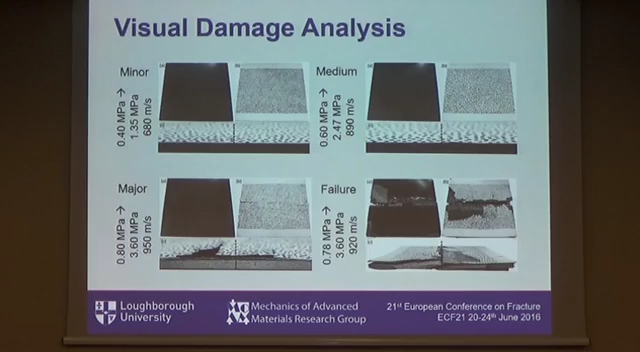 Visual Damage Analysis
Minor
0.40 MPa →
1.35 MPa
680 m/s
Medium
0.60 MPa →
2.47 MPa
890 m/s
Major
0.80 MPa →
3.60 MPa
950 m/s
Failure
0.78 MPa →
3.60 MPa
920 m/s
Loughborough
University
Mechanics of Advanced
Materials Research Group
21st European Conference on Fracture
ECF21 20-24th June 2016